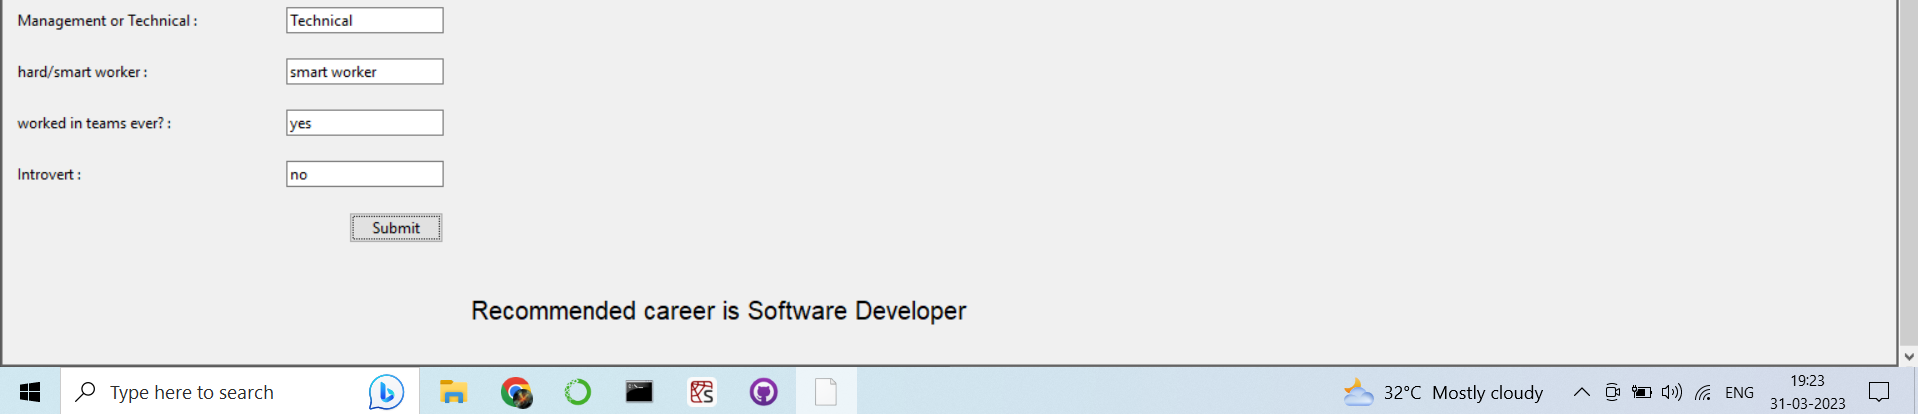 Management or Technical : Technical
hard/smart worker : smart worker
worked in teams ever? : yes
Introvert : no
Submit
Recommended career is Software Developer
Type here to search 32°C Mostly cloudy ENG 19:23
31-03-2023